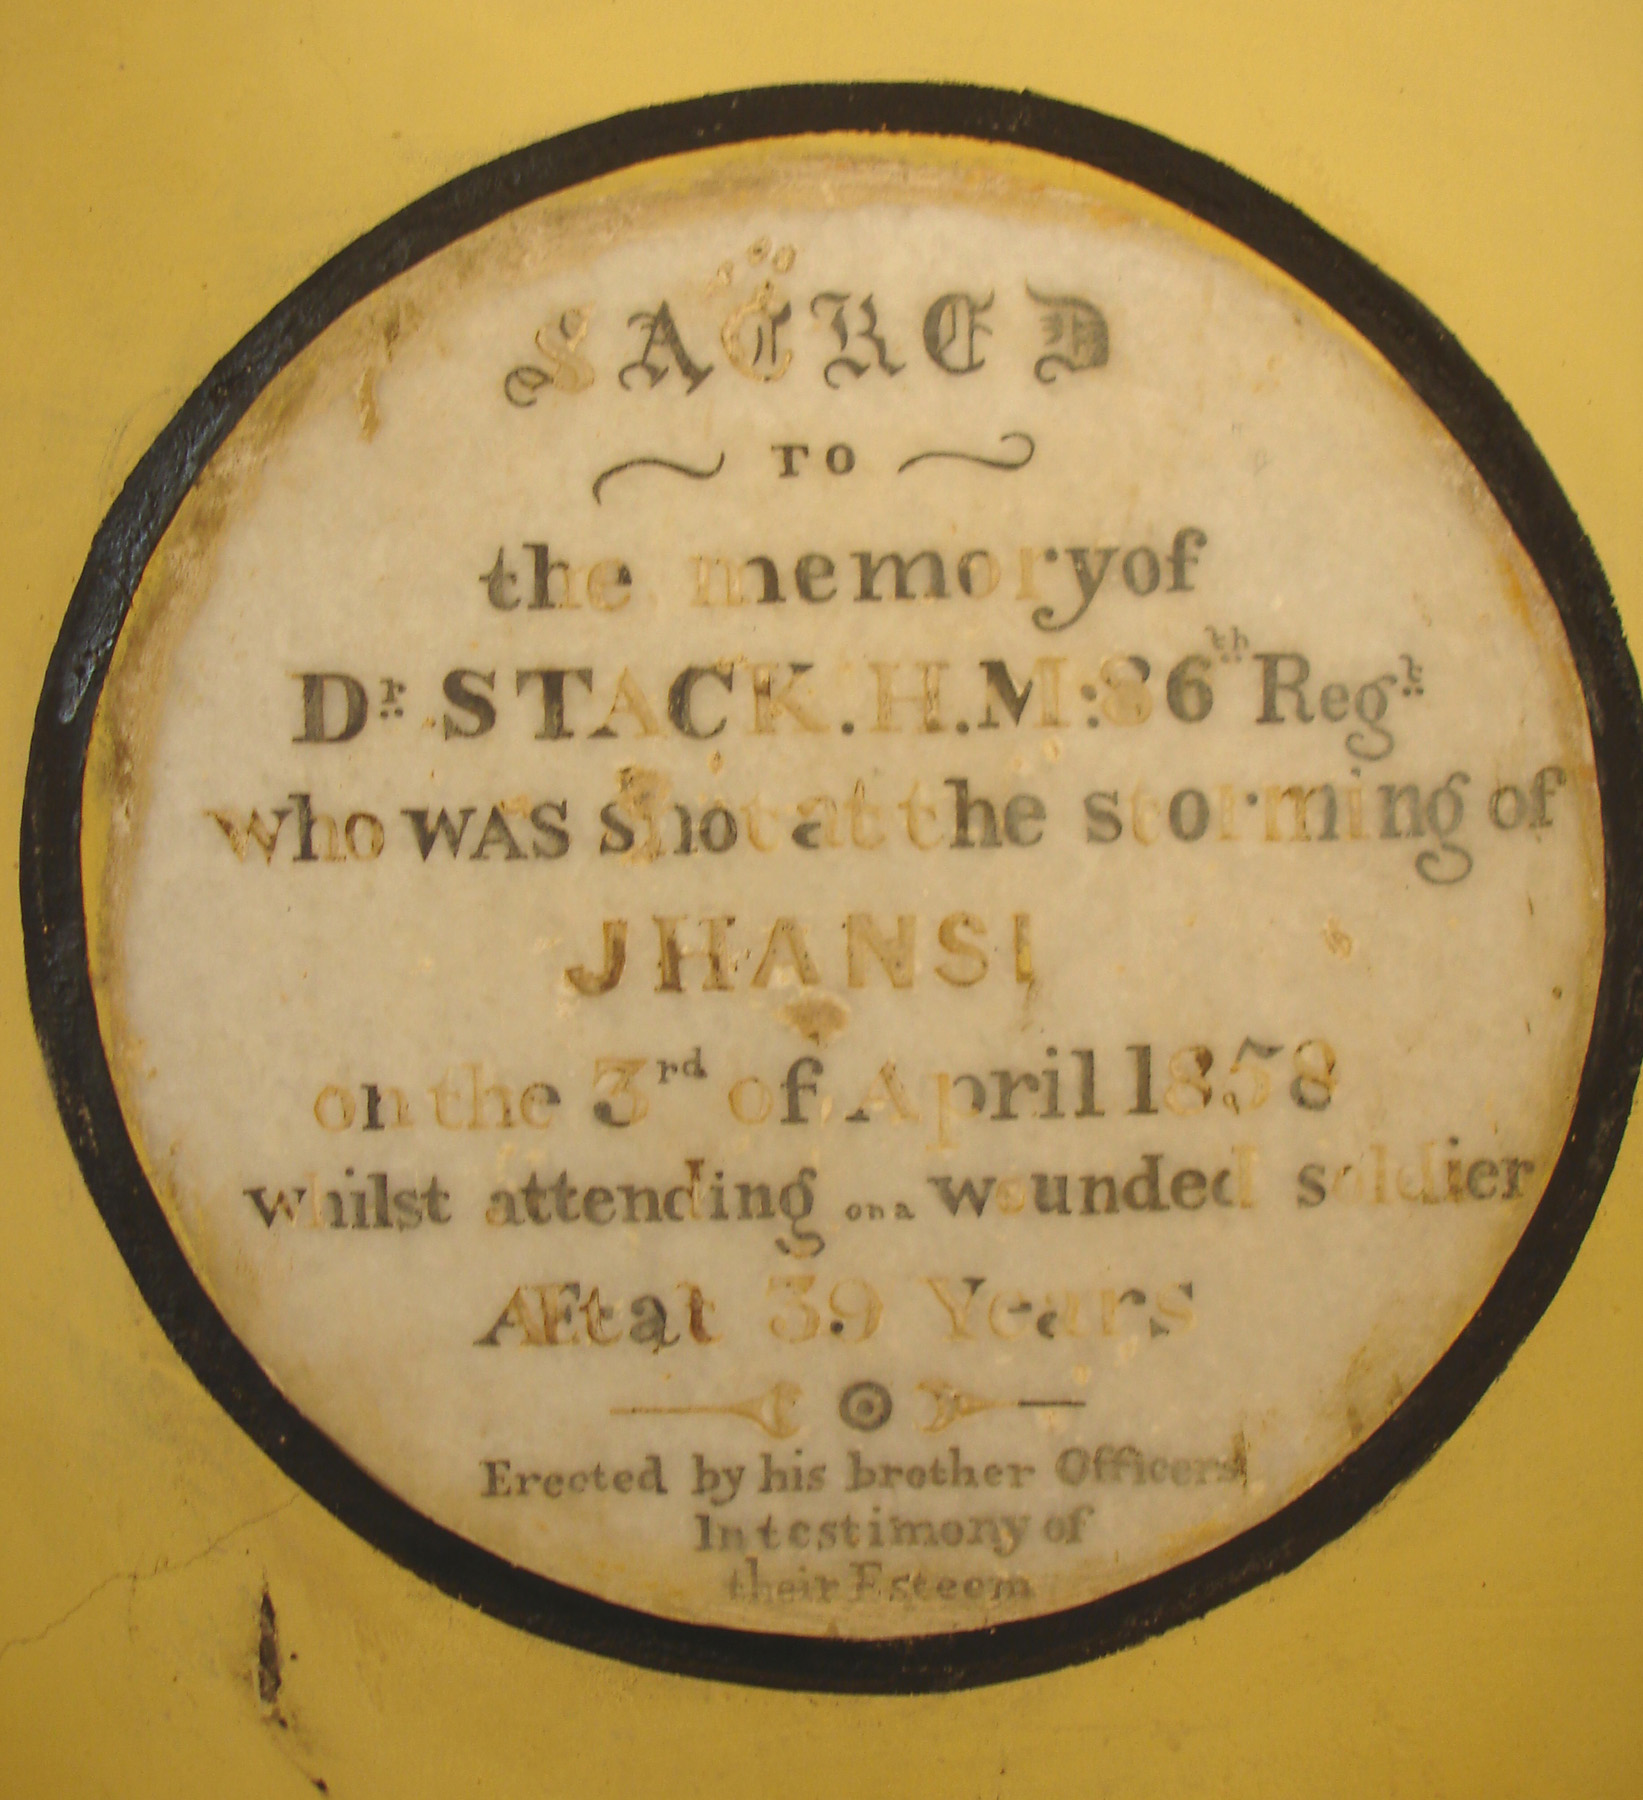 SACRED
TO
the memory of
Dr STACK. H.M: 86th Regt
who WAS shot at the storming of
JHANSI
on the 3rd of April 1858
whilst attending on a wounded soldier
Ætat 39 Years
Erected by his brother Officers
In testimony of
their Esteem